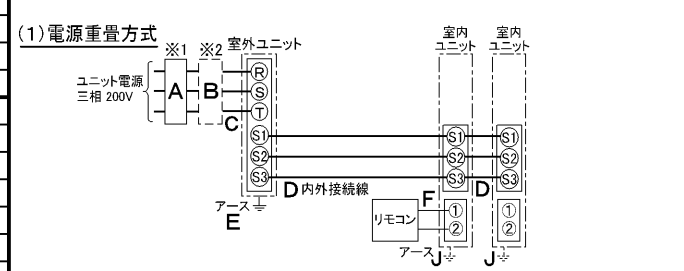 (1)電源重畳方式
※1 ※2 室外ユニット
室内ユニット
室内ユニット
ユニット電源
三相 200V
A
B
C
R
S
T
S1
S2
S3
S1
S2
S3
S1
S2
S3
D 内外接続線
D
アース
E
リモコン
F
①
②
①
②
アース
J
J